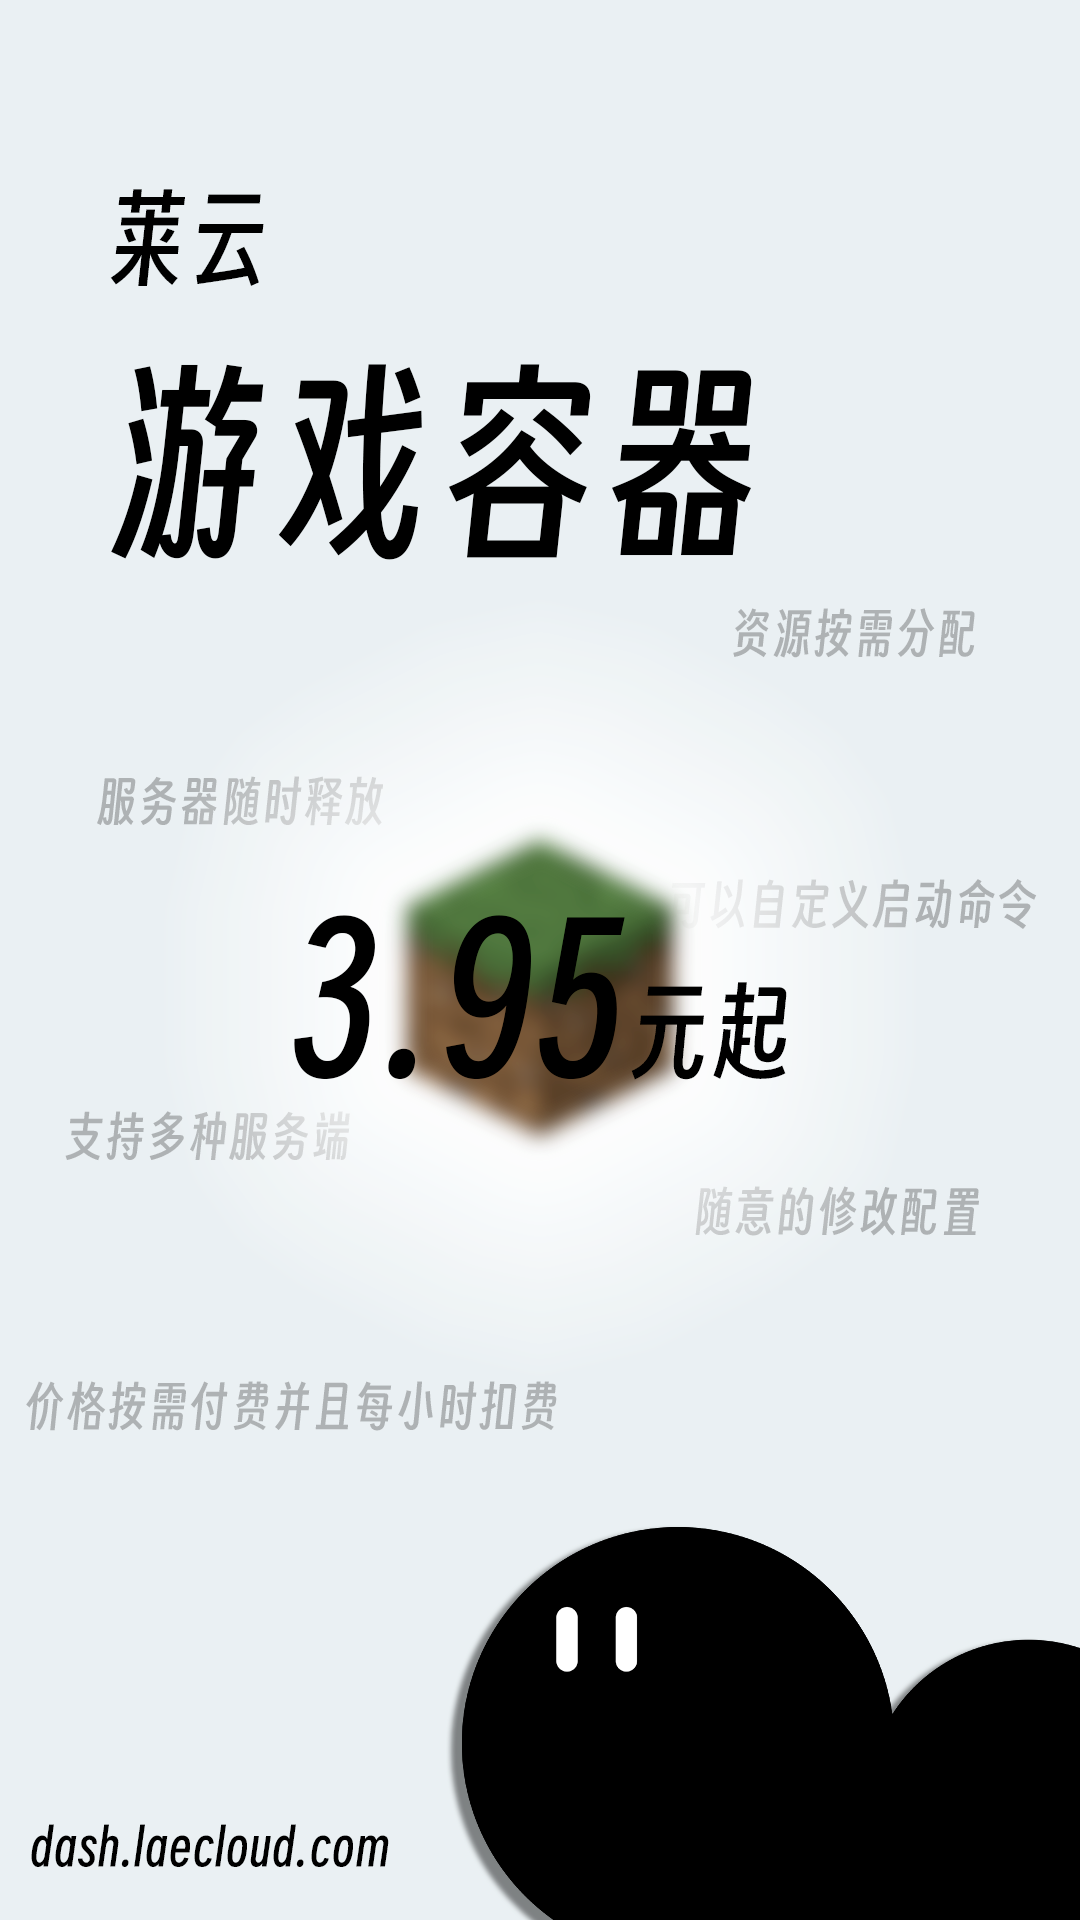 莱云
游戏容器
资源按需分配
服务器随时释放
可以自定义启动命令
3.95元起
支持多种服务端
随意的修改配置
价格按需付费并且每小时扣费
dash.laecloud.com